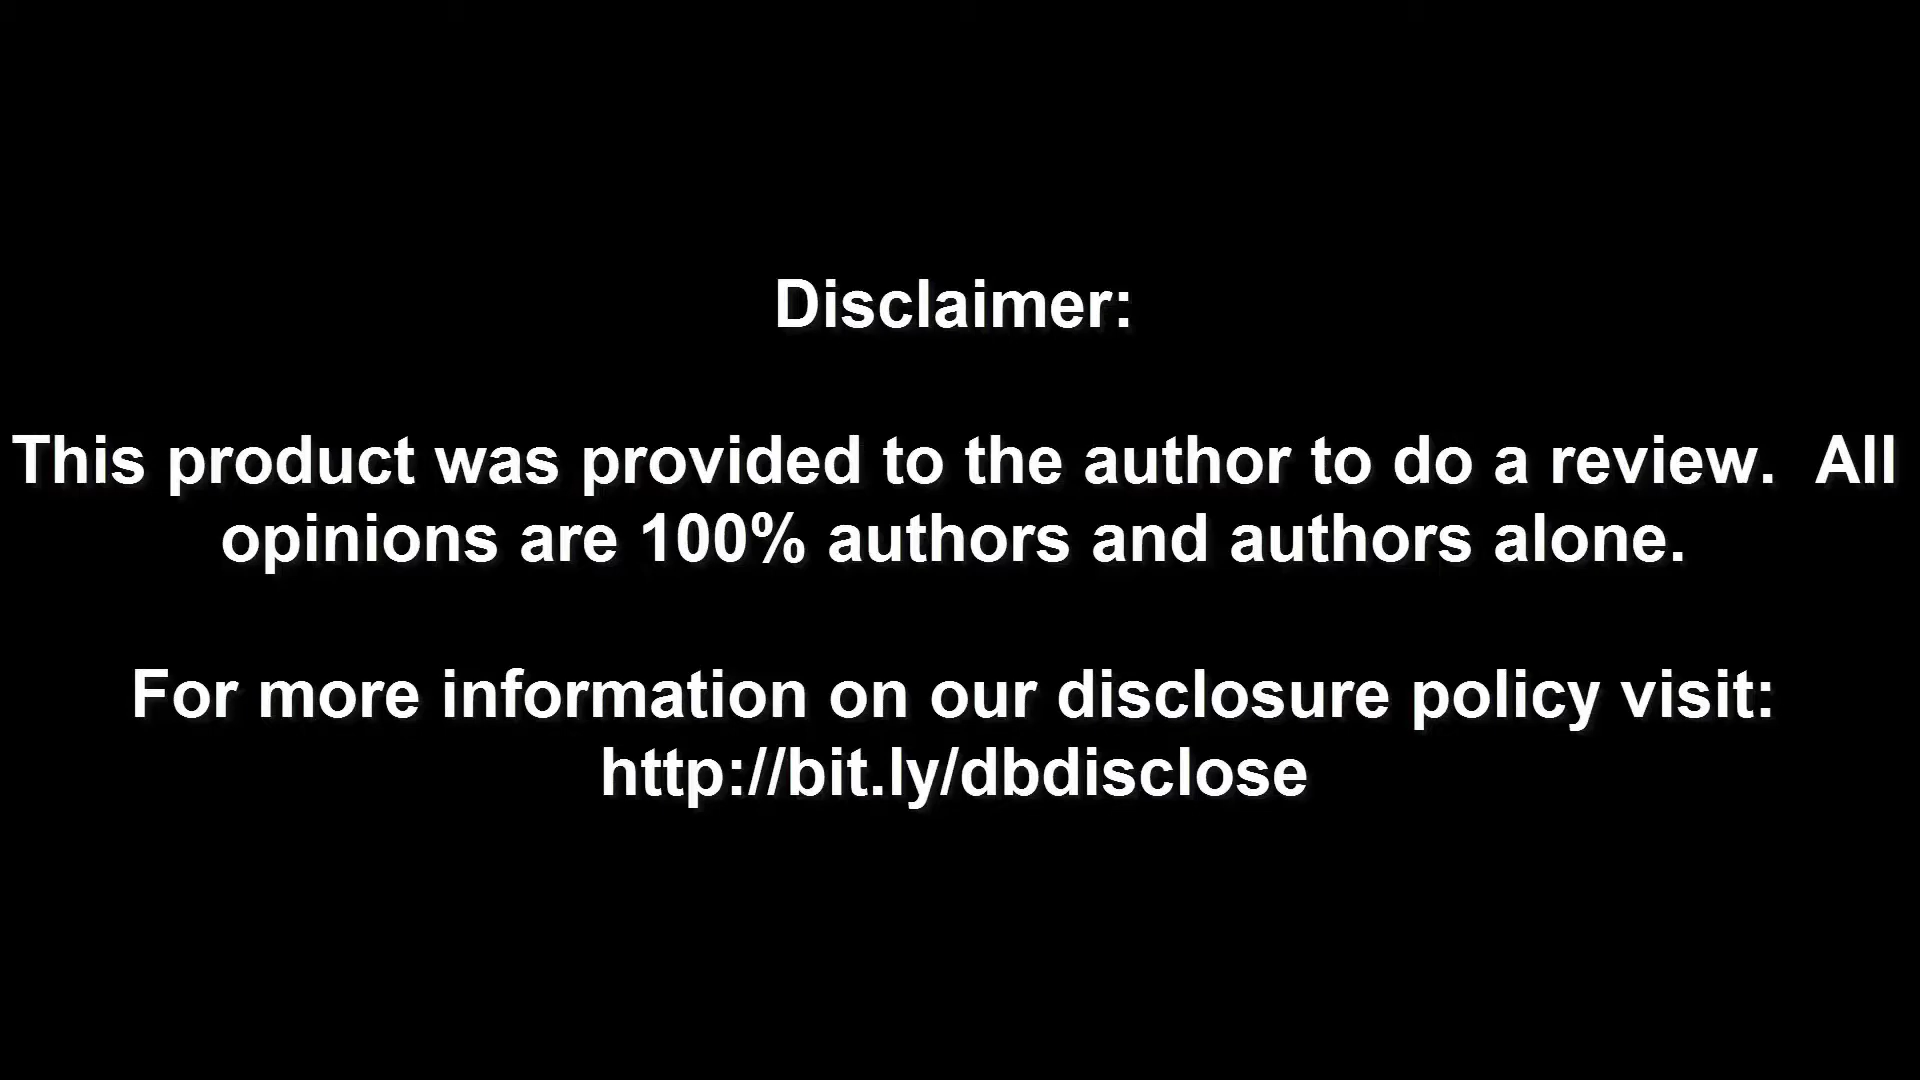 Disclaimer:
This product was provided to the author to do a review.  All
opinions are 100% authors and authors alone.
For more information on our disclosure policy visit:
http://bit.ly/dbdisclose